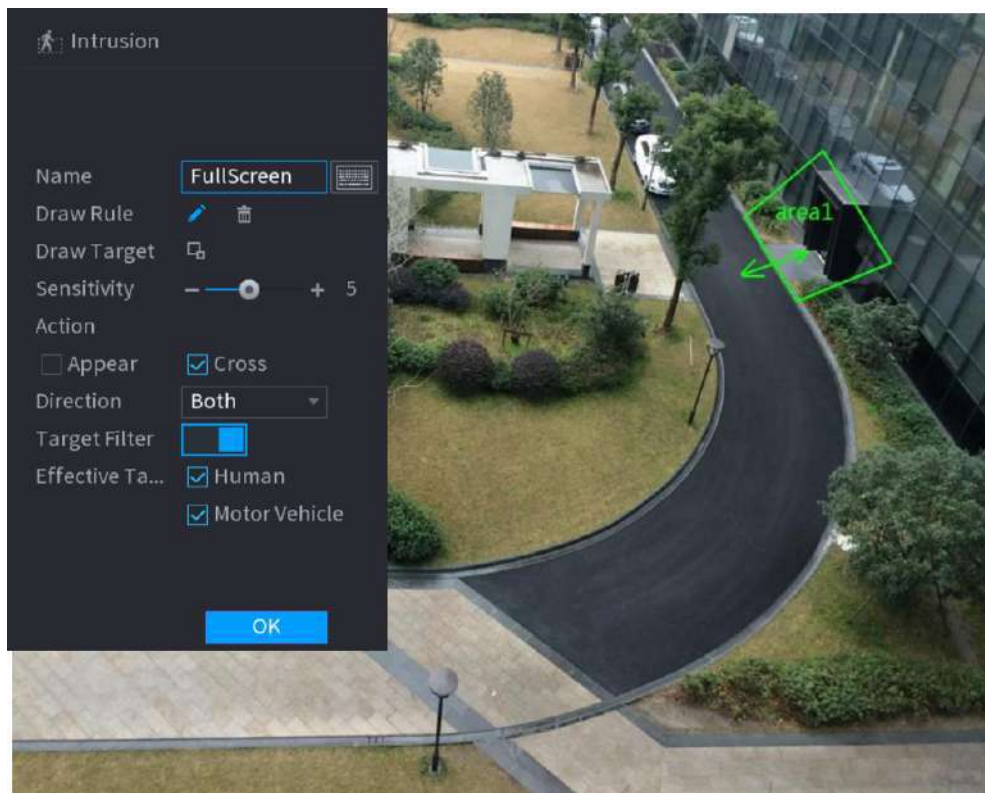 Intrusion
Name FullScreen
Draw Rule
Draw Target
Sensitivity - + 5
Action
Appear Cross
Direction Both
Target Filter
Effective Ta... Human
Motor Vehicle
OK
area1